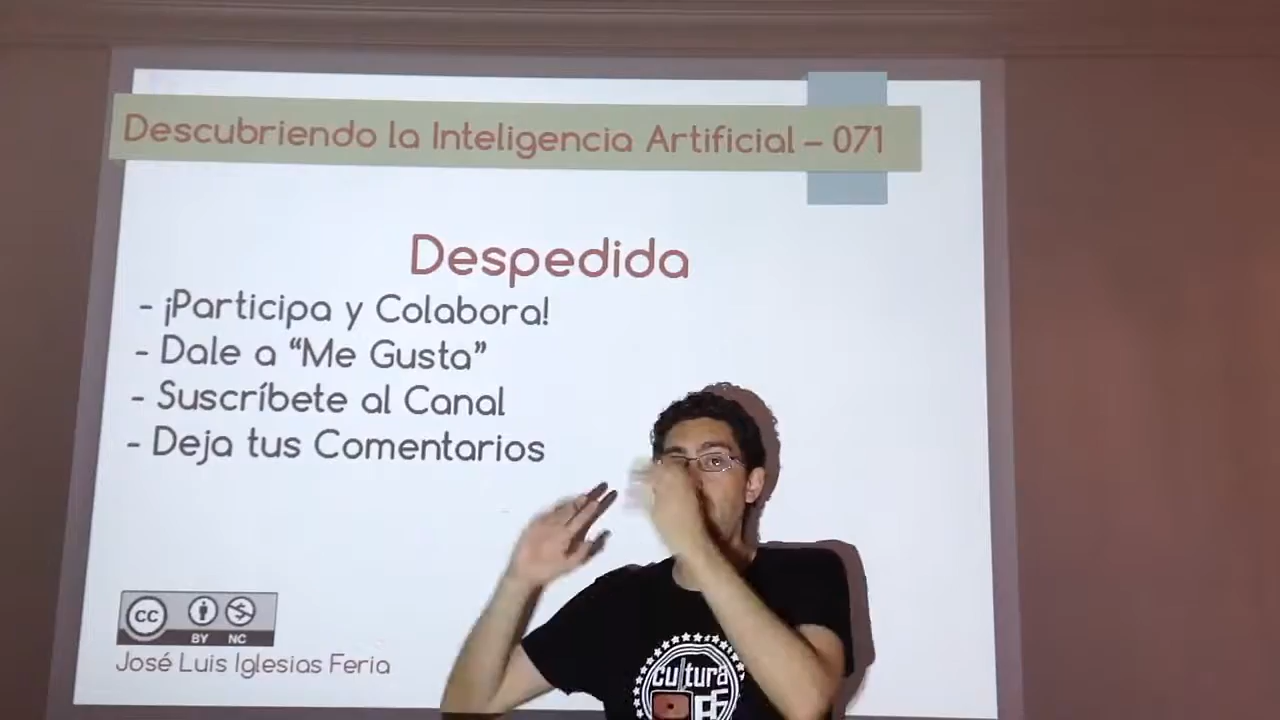 Descubriendo la Inteligencia Artificial – 071
Despedida
- ¡Participa y Colabora!
- Dale a “Me Gusta”
- Suscríbete al Canal
- Deja tus Comentarios
CC
BY NC
José Luis Iglesias Feria
cultura